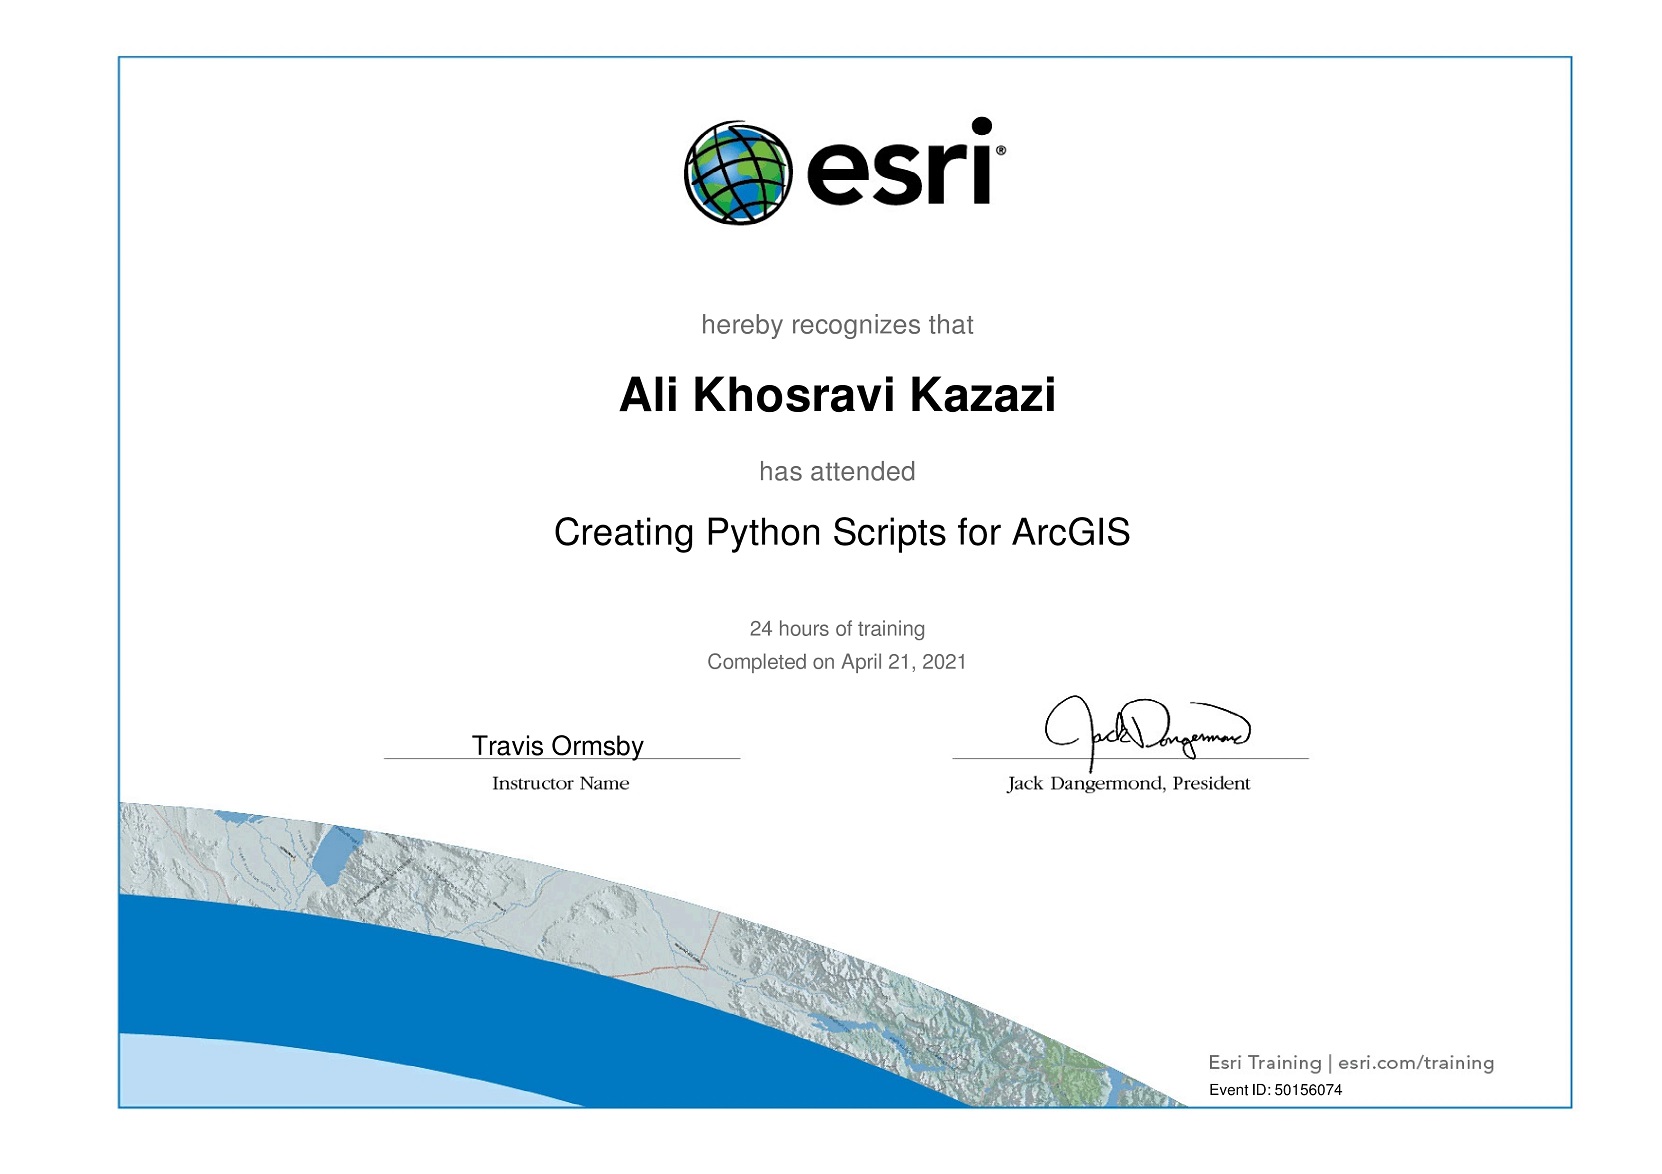 esri®
hereby recognizes that
Ali Khosravi Kazazi
has attended
Creating Python Scripts for ArcGIS
24 hours of training
Completed on April 21, 2021
Travis Ormsby
Instructor Name
Jack Dangermond
Jack Dangermond, President
Esri Training | esri.com/training
Event ID: 50156074